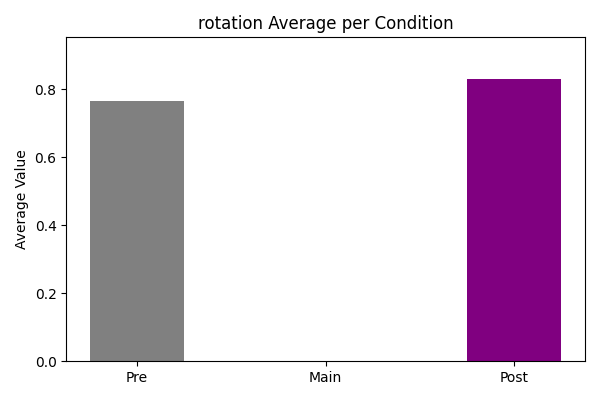 rotation Average per Condition
Average Value
0.8
0.6
0.4
0.2
0.0
Pre
Main
Post